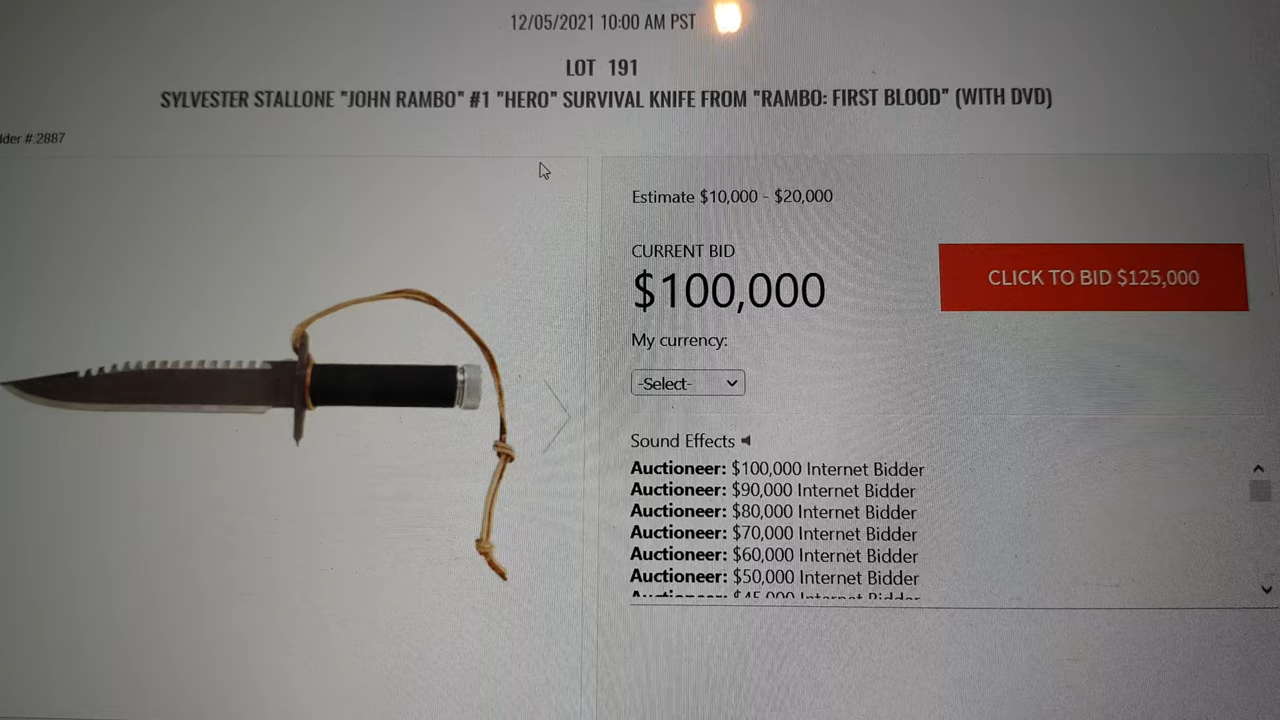 12/05/2021 10:00 AM PST
LOT 191
SYLVESTER STALLONE "JOHN RAMBO" #1 "HERO" SURVIVAL KNIFE FROM "RAMBO: FIRST BLOOD" (WITH DVD)
#2887
Estimate $10,000 - $20,000
CURRENT BID
$100,000
CLICK TO BID $125,000
My currency:
-Select-
Sound Effects
Auctioneer: $100,000 Internet Bidder
Auctioneer: $90,000 Internet Bidder
Auctioneer: $80,000 Internet Bidder
Auctioneer: $70,000 Internet Bidder
Auctioneer: $60,000 Internet Bidder
Auctioneer: $50,000 Internet Bidder